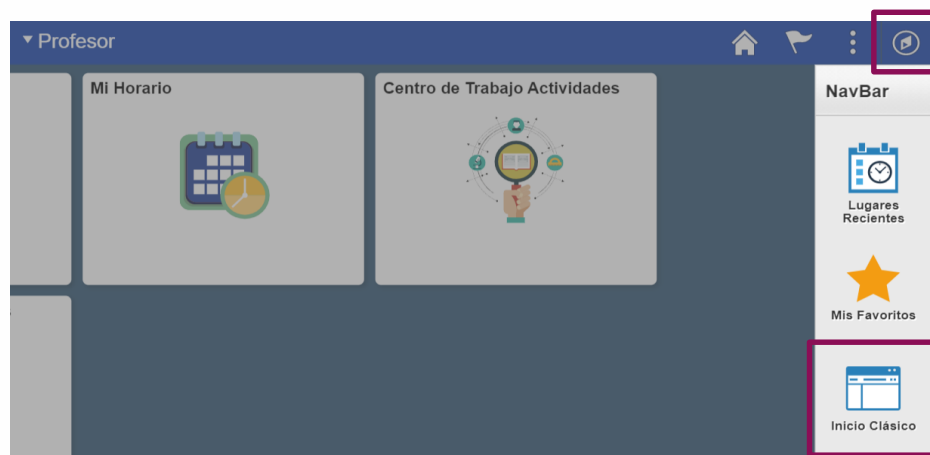 Profesor
Mi Horario
Centro de Trabajo Actividades
NavBar
Lugares
Recientes
Mis Favoritos
Inicio Clásico